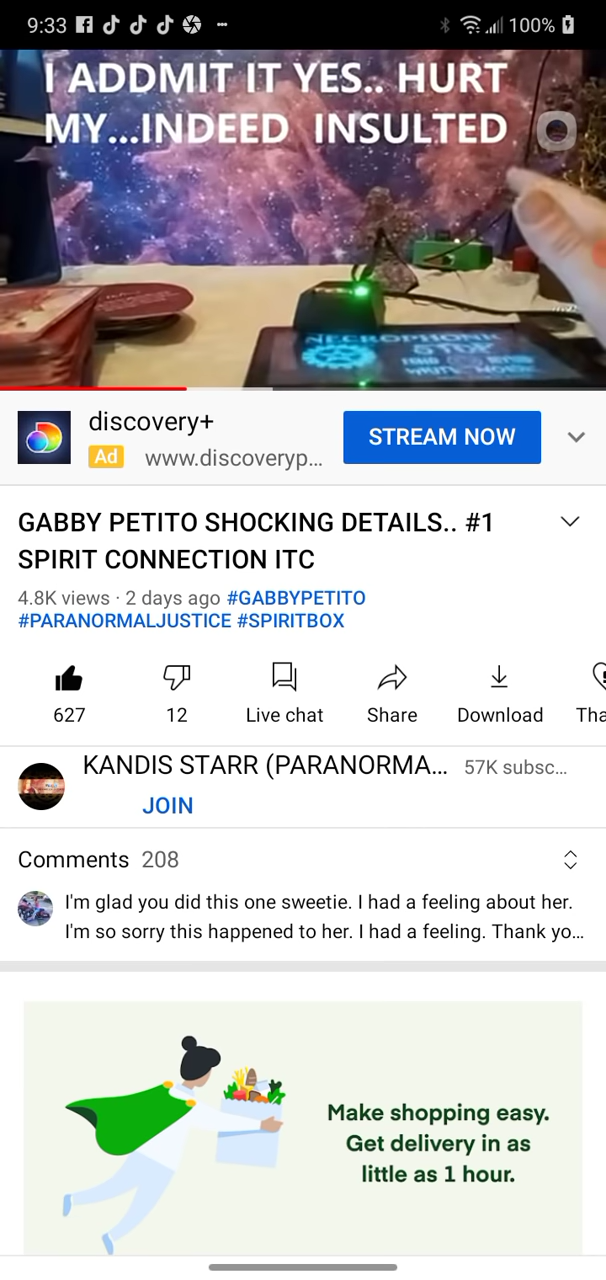 9:33
100%
I ADDMIT IT YES.. HURT
MY...INDEED INSULTED
NECROPHONIC
discovery+
STREAM NOW
Ad www.discoveryp...
GABBY PETITO SHOCKING DETAILS.. #1
SPIRIT CONNECTION ITC
4.8K views · 2 days ago #GABBYPETITO
#PARANORMALJUSTICE #SPIRITBOX
627 12 Live chat Share Download Tha
KANDIS STARR (PARANORMA... 57K subsc...
JOIN
Comments 208
I'm glad you did this one sweetie. I had a feeling about her.
I'm so sorry this happened to her. I had a feeling. Thank yo...
Make shopping easy.
Get delivery in as
little as 1 hour.